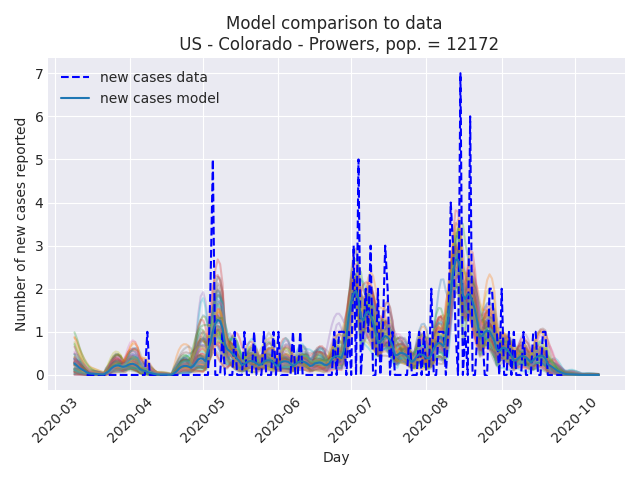 Model comparison to data
US - Colorado - Prowers, pop. = 12172
new cases data
new cases model
Number of new cases reported
7
6
5
4
3
2
1
0
2020-03
2020-04
2020-05
2020-06
2020-07
2020-08
2020-09
2020-10
Day